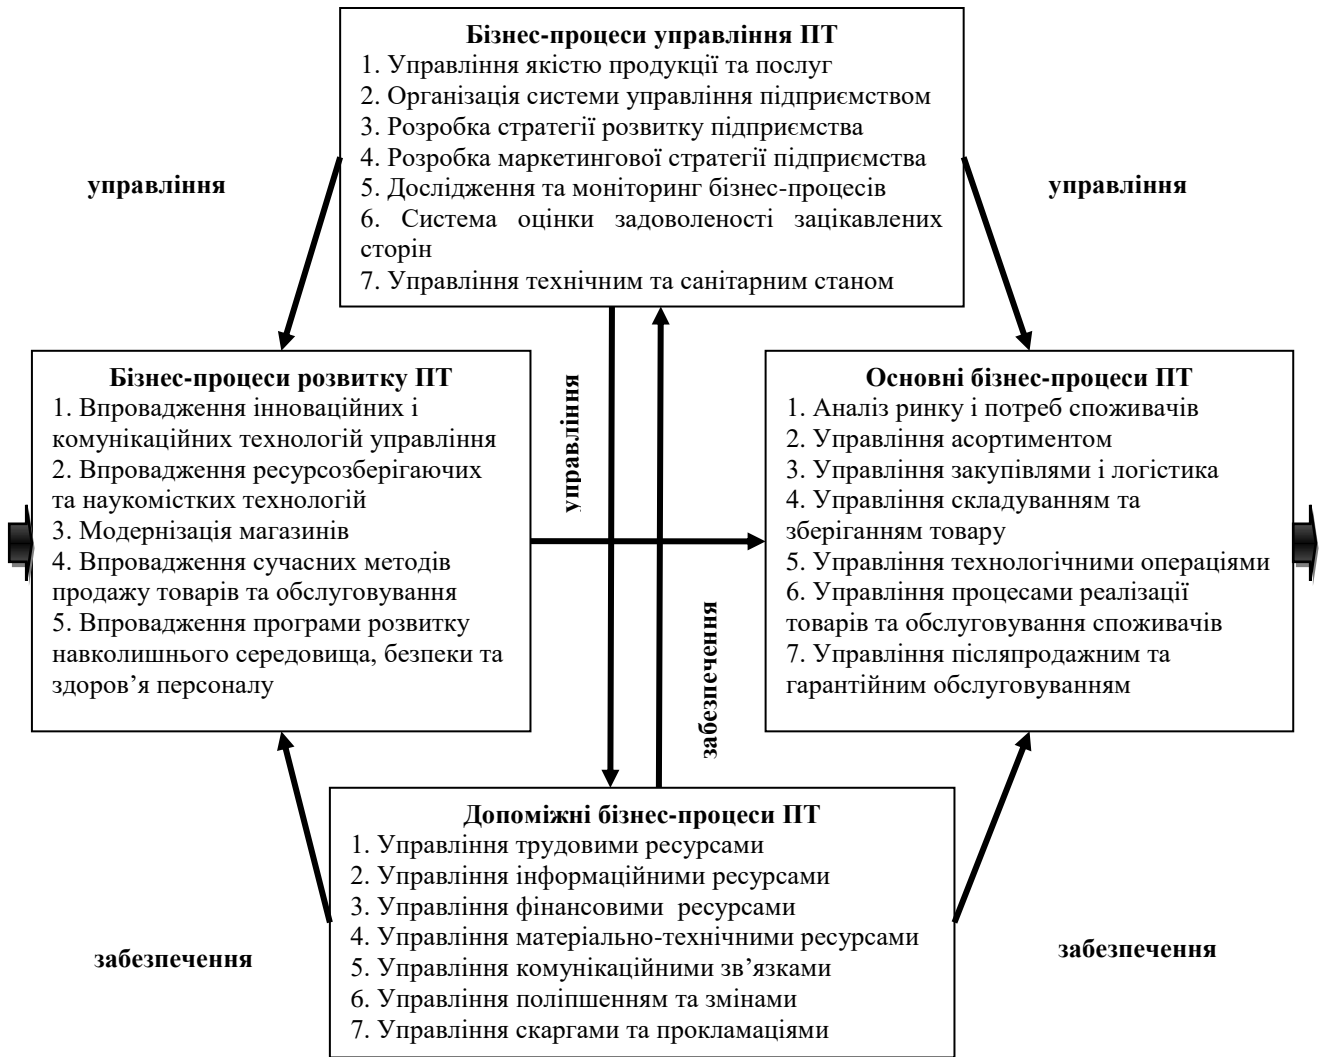 Бізнес-процеси управління ПТ
1. Управління якістю продукції та послуг
2. Організація системи управління підприємством
3. Розробка стратегії розвитку підприємства
4. Розробка маркетингової стратегії підприємства
5. Дослідження та моніторинг бізнес-процесів
6. Система оцінки задоволеності зацікавлених
сторін
7. Управління технічним та санітарним станом
управління
управління
Бізнес-процеси розвитку ПТ
1. Впровадження інноваційних і
комунікаційних технологій управління
2. Впровадження ресурсозберігаючих
та наукомістких технологій
3. Модернізація магазинів
4. Впровадження сучасних методів
продажу товарів та обслуговування
5. Впровадження програми розвитку
навколишнього середовища, безпеки та
здоров’я персоналу
управління
забезпечення
Основні бізнес-процеси ПТ
1. Аналіз ринку і потреб споживачів
2. Управління асортиментом
3. Управління закупівлями і логістика
4. Управління складуванням та
зберіганням товару
5. Управління технологічними операціями
6. Управління процесами реалізації
товарів та обслуговування споживачів
7. Управління післяпродажним та
гарантійним обслуговуванням
Допоміжні бізнес-процеси ПТ
1. Управління трудовими ресурсами
2. Управління інформаційними ресурсами
3. Управління фінансовими ресурсами
4. Управління матеріально-технічними ресурсами
5. Управління комунікаційними зв’язками
6. Управління поліпшенням та змінами
7. Управління скаргами та прокламаціями
забезпечення
забезпечення